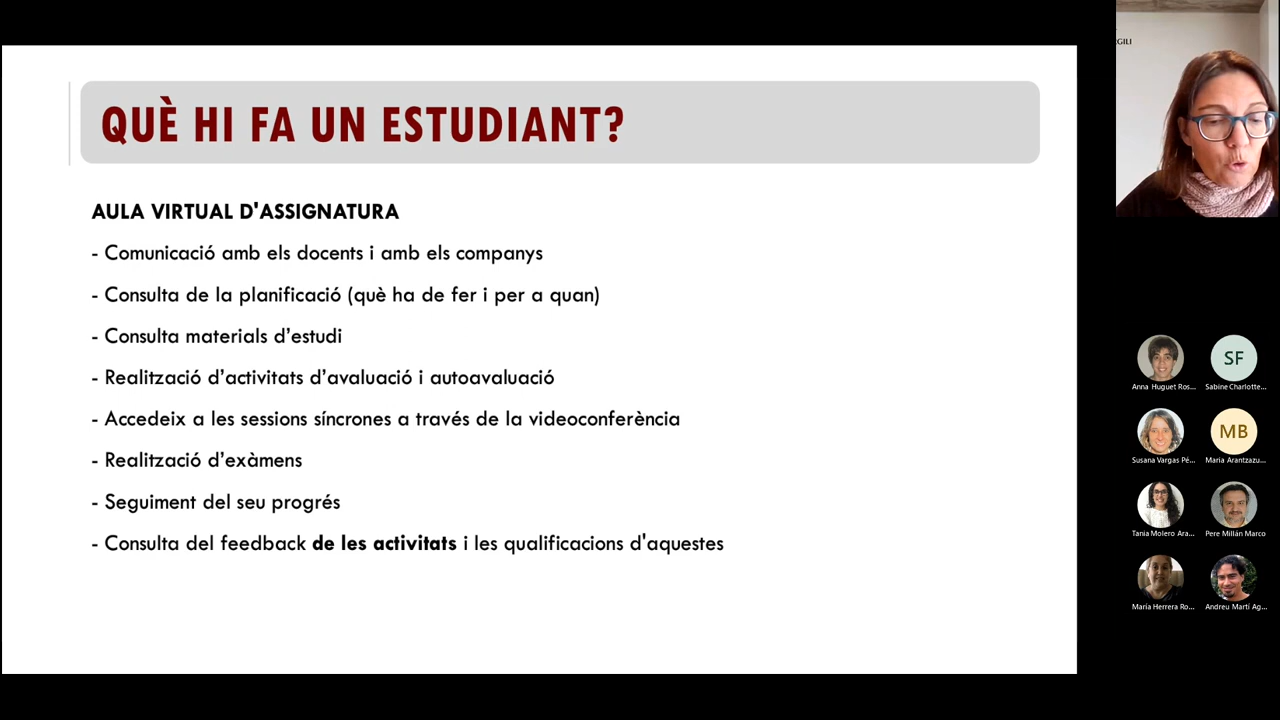 QUÈ HI FA UN ESTUDIANT?
AULA VIRTUAL D'ASSIGNATURA
- Comunicació amb els docents i amb els companys
- Consulta de la planificació (què ha de fer i per a quan)
- Consulta materials d’estudi
- Realització d’activitats d’avaluació i autoavaluació
- Accedeix a les sessions síncrones a través de la videoconferència
- Realització d’exàmens
- Seguiment del seu progrés
- Consulta del feedback de les activitats i les qualificacions d'aquestes
GILI
SF
Anna Huguet Ros...
Sabine Charlotte...
MB
Susana Vargas Pé...
Maria Arantzazu...
Tania Molero Ara...
Pere Millán Marco
María Herrera Ro...
Andreu Martí Ag...